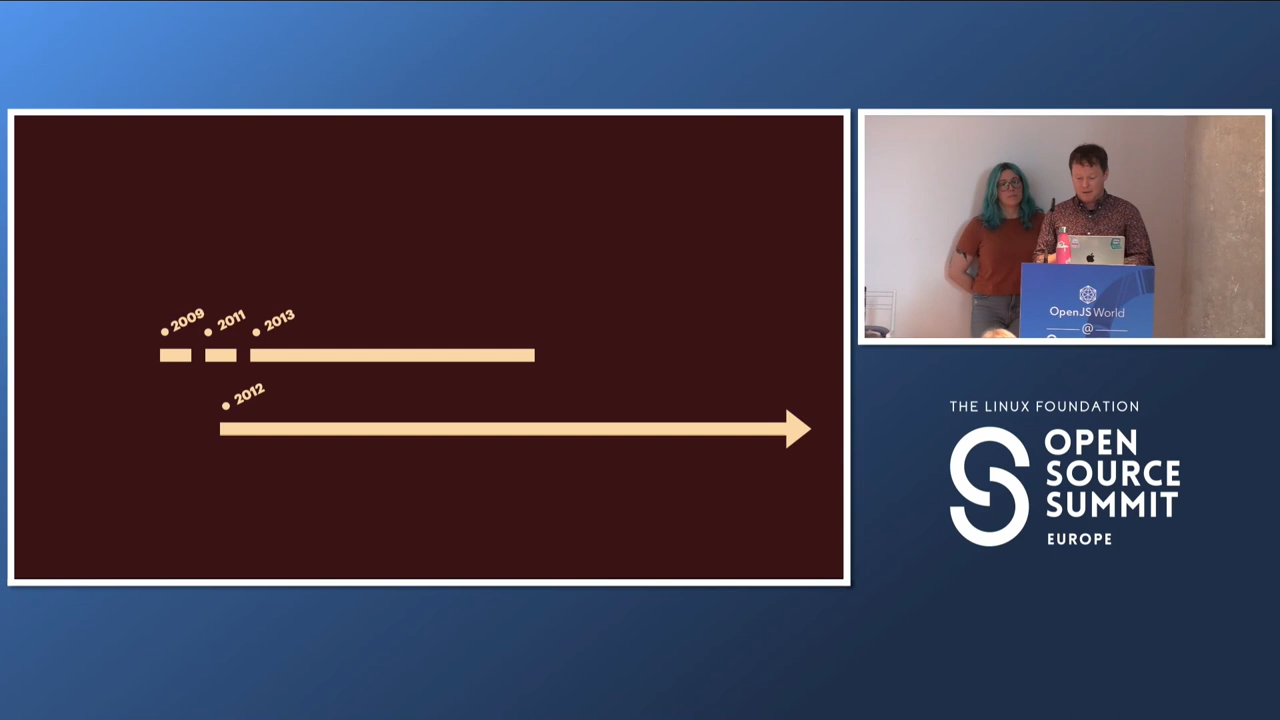 2009
2011
2013
2012
OpenJS World
@
THE LINUX FOUNDATION
OPEN
SOURCE
SUMMIT
EUROPE